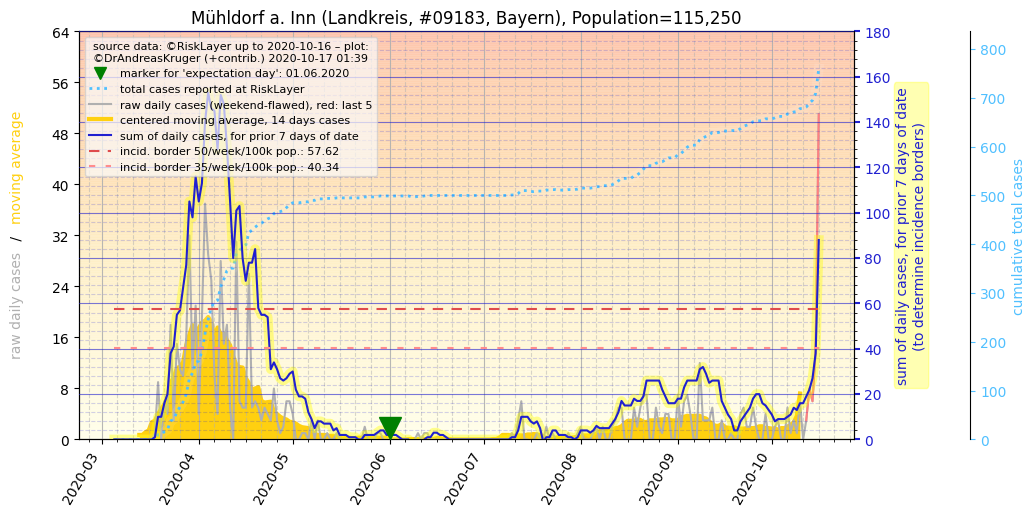 Mühldorf a. Inn (Landkreis, #09183, Bayern), Population=115,250
source data: ©RiskLayer up to 2020-10-16 – plot:
©DrAndreasKruger (+contrib.) 2020-10-17 01:39
marker for 'expectation day': 01.06.2020
total cases reported at RiskLayer
raw daily cases (weekend-flawed), red: last 5
centered moving average, 14 days cases
sum of daily cases, for prior 7 days of date
incid. border 50/week/100k pop.: 57.62
incid. border 35/week/100k pop.: 40.34
raw daily cases / moving average
64
56
48
40
32
24
16
8
0
2020-03
2020-04
2020-05
2020-06
2020-07
2020-08
2020-09
2020-10
180
160
140
120
100
80
60
40
20
0
sum of daily cases, for prior 7 days of date
(to determine incidence borders)
800
700
600
500
400
300
200
100
0
cumulative total cases